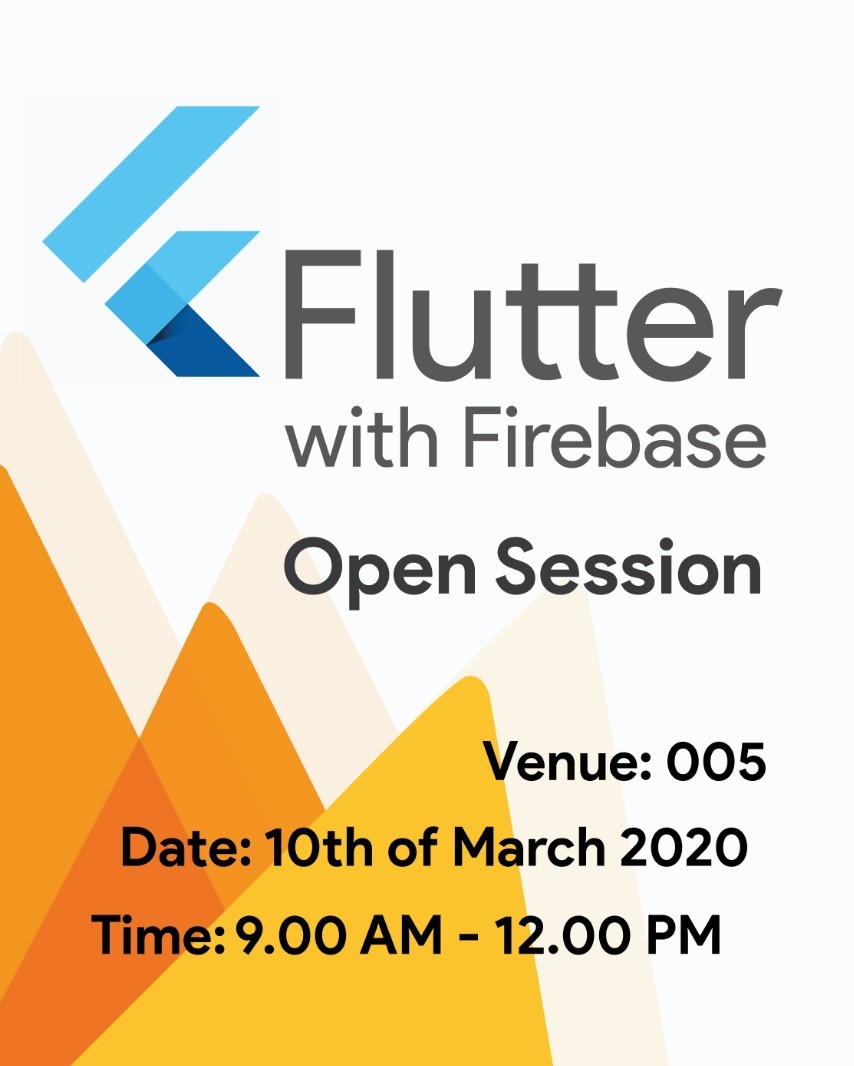 Flutter
with Firebase
Open Session
Venue: 005
Date: 10th of March 2020
Time: 9.00 AM - 12.00 PM